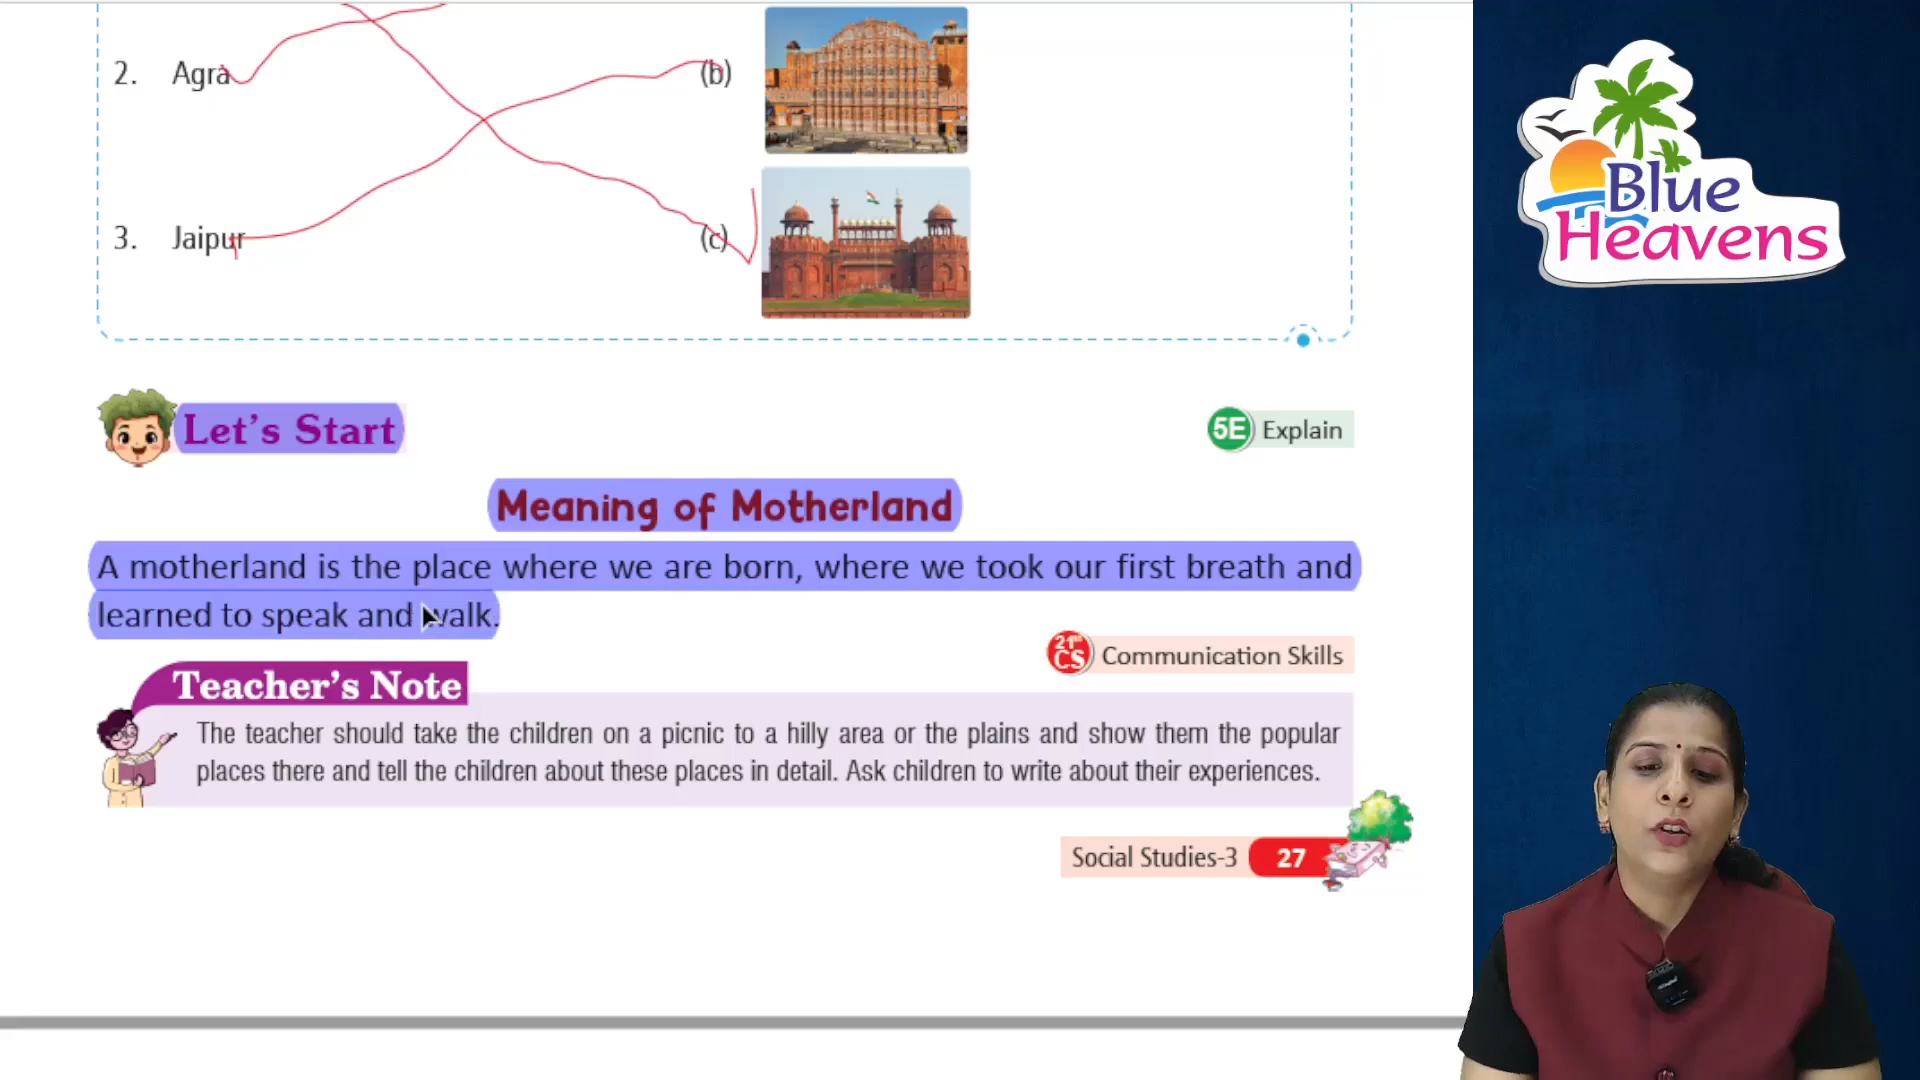 2. Agra (b)
3. Jaipur (c)
Let's Start
5E Explain
Meaning of Motherland
A motherland is the place where we are born, where we took our first breath and
learned to speak and walk.
21st CS Communication Skills
Teacher's Note
The teacher should take the children on a picnic to a hilly area or the plains and show them the popular
places there and tell the children about these places in detail. Ask children to write about their experiences.
Social Studies-3 27
Blue
Heavens